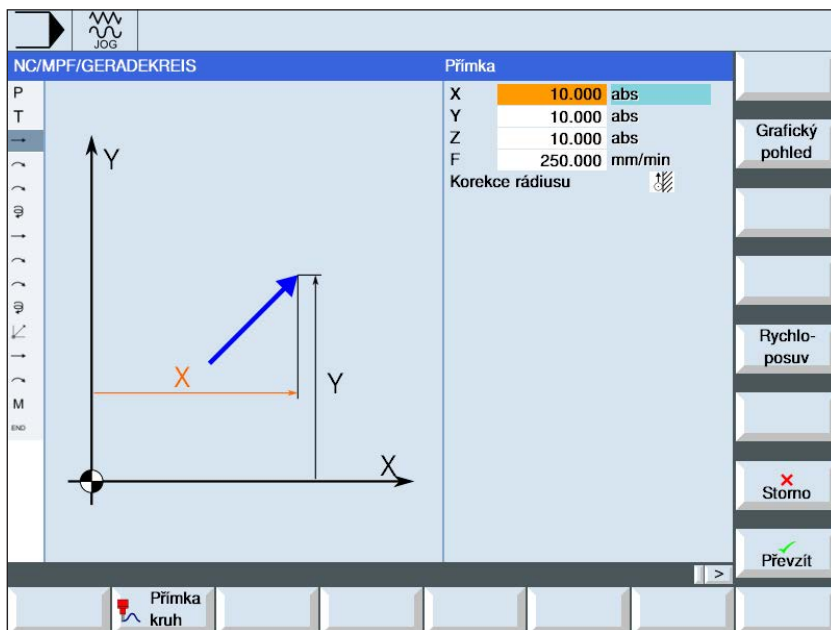 JOG
NC/MPF/GERADEKREIS
Přímka
P
T
M
END
Y
X
Y
X
X 10.000 abs
Y 10.000 abs
Z 10.000 abs
F 250.000 mm/min
Korekce rádiusu
Grafický
pohled
Rychlo-
posuv
Storno
Převzít
>
Přímka
kruh